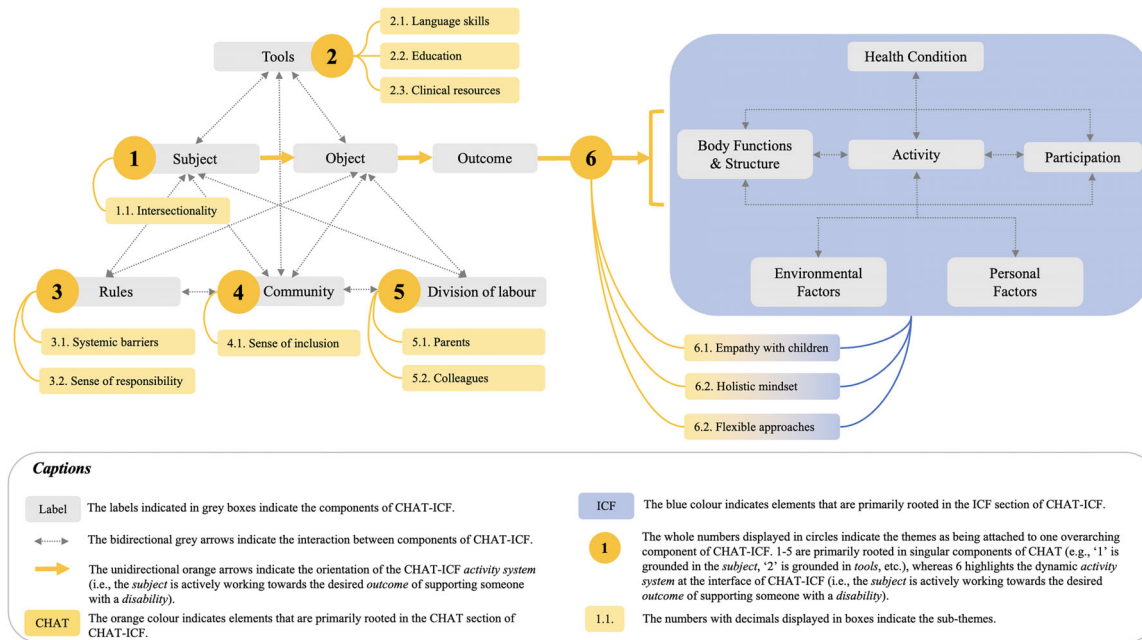 2.1. Language skills
Tools
2
2.2. Education
2.3. Clinical resources
1
Subject
Object
Outcome
6
1.1. Intersectionality
3
Rules
4
Community
5
Division of labour
3.1. Systemic barriers
4.1. Sense of inclusion
5.1. Parents
3.2. Sense of responsibility
5.2. Colleagues
Health Condition
Body Functions
& Structure
Activity
Participation
Environmental
Factors
Personal
Factors
6.1. Empathy with children
6.2. Holistic mindset
6.2. Flexible approaches
Captions
Label
The labels indicated in grey boxes indicate the components of CHAT-ICF.
The bidirectional grey arrows indicate the interaction between components of CHAT-ICF.
The unidirectional orange arrows indicate the orientation of the CHAT-ICF activity system
(i.e., the subject is actively working towards the desired outcome of supporting someone
with a disability).
CHAT
The orange colour indicates elements that are primarily rooted in the CHAT section of
CHAT-ICF.
ICF
The blue colour indicates elements that are primarily rooted in the ICF section of CHAT-ICF.
1
The whole numbers displayed in circles indicate the themes as being attached to one overarching
component of CHAT-ICF. 1-5 are primarily rooted in singular components of CHAT (e.g., ‘1’ is
grounded in the subject, ‘2’ is grounded in tools, etc.), whereas 6 highlights the dynamic activity
system at the interface of CHAT-ICF (i.e., the subject is actively working towards the desired
outcome of supporting someone with a disability).
1.1.
The numbers with decimals displayed in boxes indicate the sub-themes.